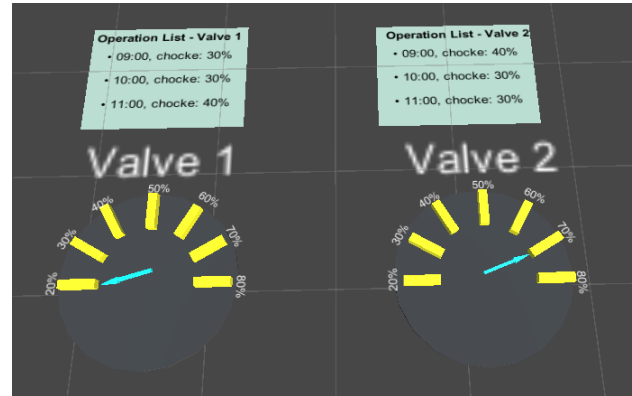 Operation List - Valve 1
• 09:00, chocke: 30%
• 10:00, chocke: 30%
• 11:00, chocke: 40%
Operation List - Valve 2
• 09:00, chocke: 40%
• 10:00, chocke: 30%
• 11:00, chocke: 30%
Valve 1
20%
30%
40%
50%
60%
70%
80%
Valve 2
20%
30%
40%
50%
60%
70%
80%